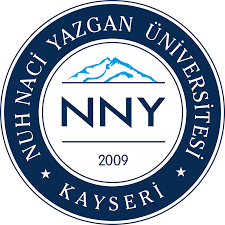 NUH NACİ YAZGAN ÜNİVERSİTESİ
NNY
2009
KAYSERİ